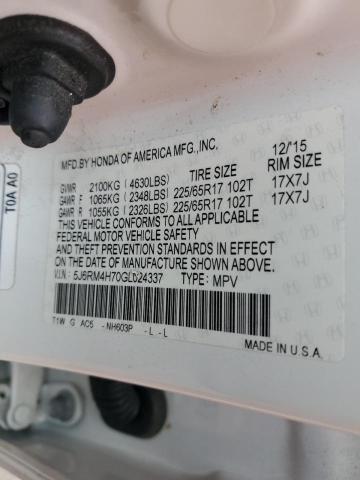 MFD.BY HONDA OF AMERICA MFG.,INC. 12/'15
GVWR 2100KG (4630LBS) TIRE SIZE RIM SIZE
GAWR F 1065KG (2348LBS) 225/65R17 102T 17X7J
GAWR R 1055KG (2326LBS) 225/65R17 102T 17X7J
THIS VEHICLE CONFORMS TO ALL APPLICABLE
FEDERAL MOTOR VEHICLE SAFETY
AND THEFT PREVENTION STANDARDS IN EFFECT
ON THE DATE OF MANUFACTURE SHOWN ABOVE.
V.I.N.: 5J6RM4H70GL024337 TYPE: MPV
T1W G AC5 - NH603P -L -L
MADE IN U.S.A.
T0A A0